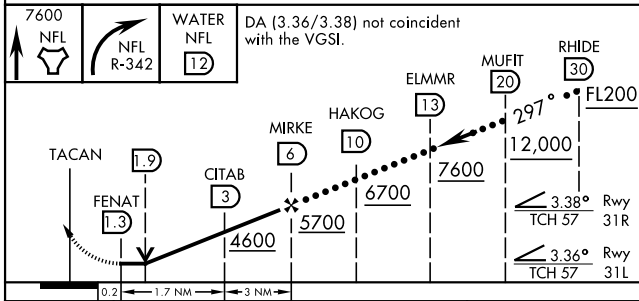 7600
NFL
NFL
R-342
WATER
NFL
12
DA (3.36/3.38) not coincident
with the VGSI.
RHIDE
30
FL200
297°
MUFIT
20
12,000
ELMMR
13
7600
HAKOG
10
6700
MIRKE
6
5700
CITAB
3
4600
1.9
TACAN
FENAT
1.3
3.38° Rwy
TCH 57 31R
3.36° Rwy
TCH 57 31L
0.2
1.7 NM
3 NM